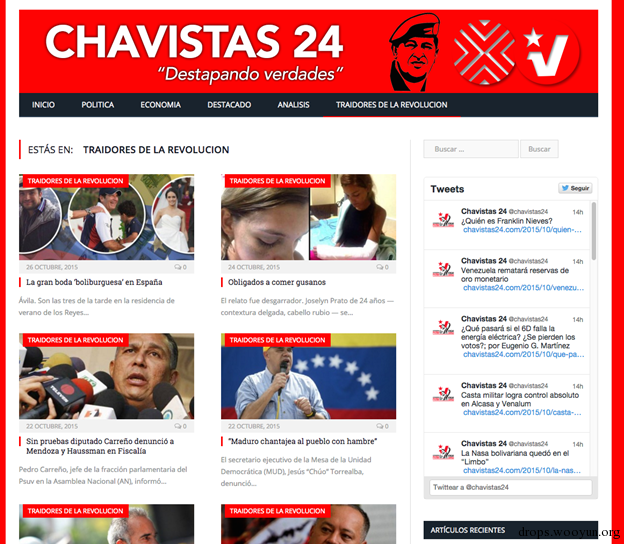 CHAVISTAS 24
“Destapando verdades”
INICIO
POLITICA
ECONOMIA
DESTACADO
ANALISIS
TRAIDORES DE LA REVOLUCION
ESTÁS EN: TRAIDORES DE LA REVOLUCION
TRAIDORES DE LA REVOLUCION
26 OCTUBRE, 2015
0
La gran boda ‘boliburguesa’ en España
Ávila. Son las tres de la tarde en la residencia de
verano de los Reyes...
TRAIDORES DE LA REVOLUCION
24 OCTUBRE, 2015
0
Obligados a comer gusanos
El relato fue desgarrador. Joselyn Prato de 24 años —
contextura delgada, cabello rubio — se...
TRAIDORES DE LA REVOLUCION
22 OCTUBRE, 2015
0
Sin pruebas diputado Carreño denunció a
Mendoza y Haussman en Fiscalía
Pedro Carreño, jefe de la fracción parlamentaria del
Psuv en la Asamblea Nacional (AN), informó...
TRAIDORES DE LA REVOLUCION
22 OCTUBRE, 2015
0
“Maduro chantajea al pueblo con hambre”
El secretario ejecutivo de la Mesa de la Unidad
Democrática (MUD), Jesús “Chúo” Torrealba,
denunció...
TRAIDORES DE LA REVOLUCION
TRAIDORES DE LA REVOLUCION
Buscar ...
Buscar
Tweets
Seguir
Chavistas 24 @chavistas24 14h
¿Quién es Franklin Nieves?
chavistas24.com/2015/10/quien-...
Chavistas 24 @chavistas24 14h
Venezuela rematará reservas de
oro monetario
chavistas24.com/2015/10/venezu...
Chavistas 24 @chavistas24 14h
¿Qué pasará si el 6D falla la
energía eléctrica? ¿Se pierden los
votos?; por Eugenio G. Martínez
chavistas24.com/2015/10/que-pa...
Chavistas 24 @chavistas24 14h
Casta militar logra control absoluto
en Alcasa y Venalum
chavistas24.com/2015/10/casta-...
Chavistas 24 @chavistas24 14h
La Nasa bolivariana quedó en el
“Limbo”
chavistas24.com/2015/10/la-nas...
Twittear a @chavistas24
ARTÍCULOS RECIENTES
drops.wooyun.org